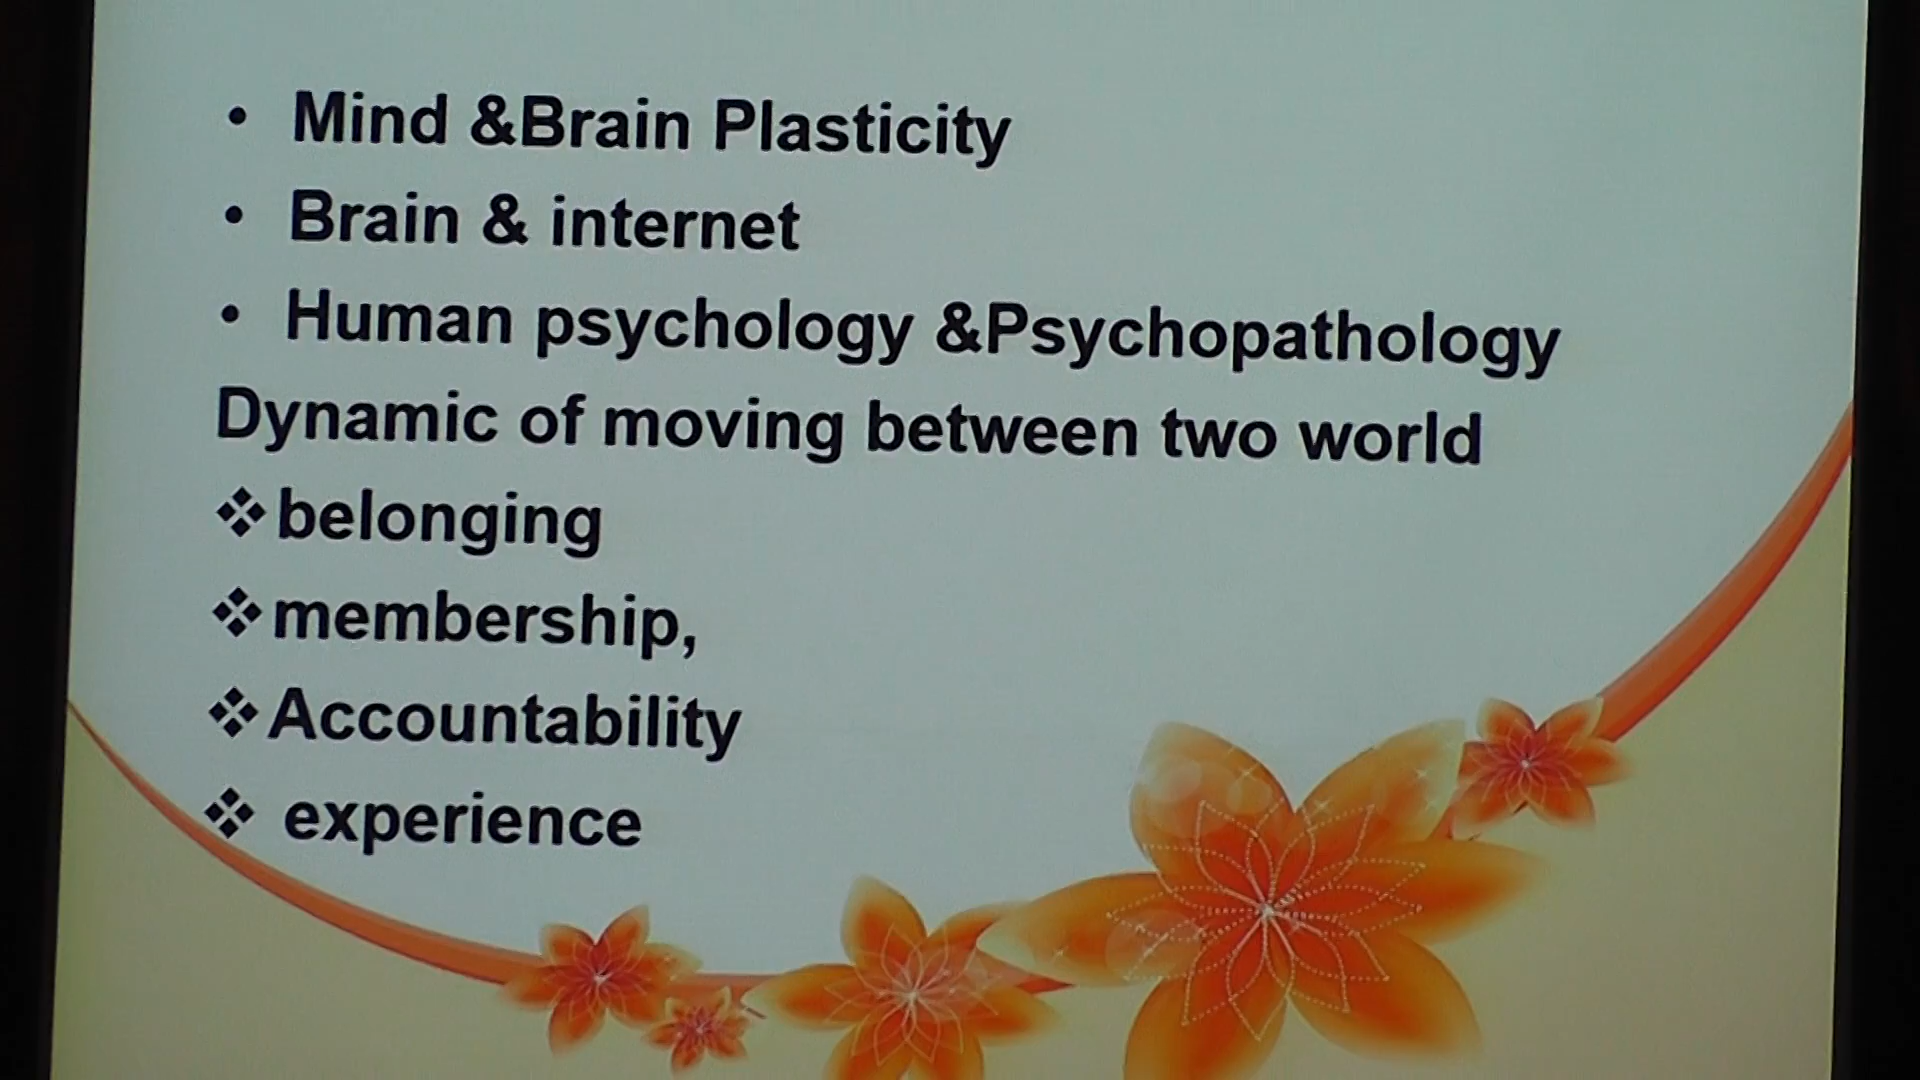 • Mind &Brain Plasticity
• Brain & internet
• Human psychology &Psychopathology
Dynamic of moving between two world
❖belonging
❖membership,
❖Accountability
❖ experience